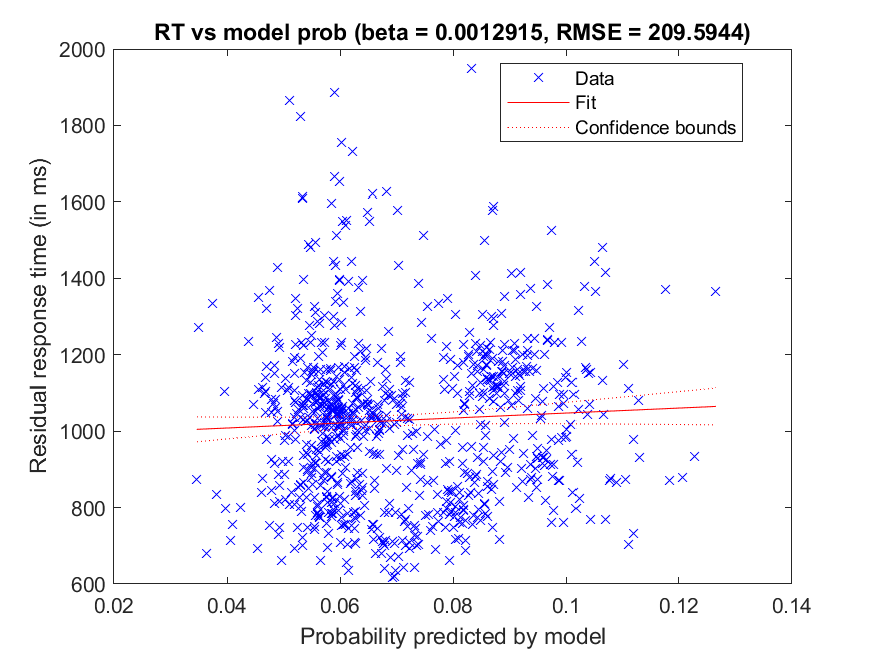 RT vs model prob (beta = 0.0012915, RMSE = 209.5944)
2000
1800
1600
1400
1200
1000
800
600
Residual response time (in ms)
Data
Fit
Confidence bounds
0.02
0.04
0.06
0.08
0.1
0.12
0.14
Probability predicted by model